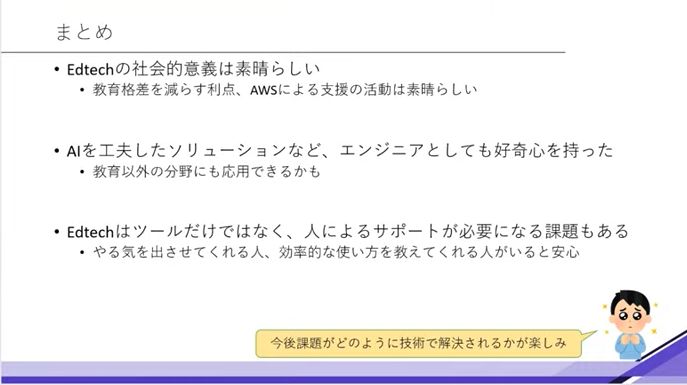 まとめ
• Edtechの社会的意義は素晴らしい
• 教育格差を減らす利点、AWSによる支援の活動は素晴らしい
• AIを工夫したソリューションなど、エンジニアとしても好奇心を持った
• 教育以外の分野にも応用できるかも
• Edtechはツールだけではなく、人によるサポートが必要になる課題もある
• やる気を出させてくれる人、効率的な使い方を教えてくれる人がいると安心
今後課題がどのように技術で解決されるかが楽しみ